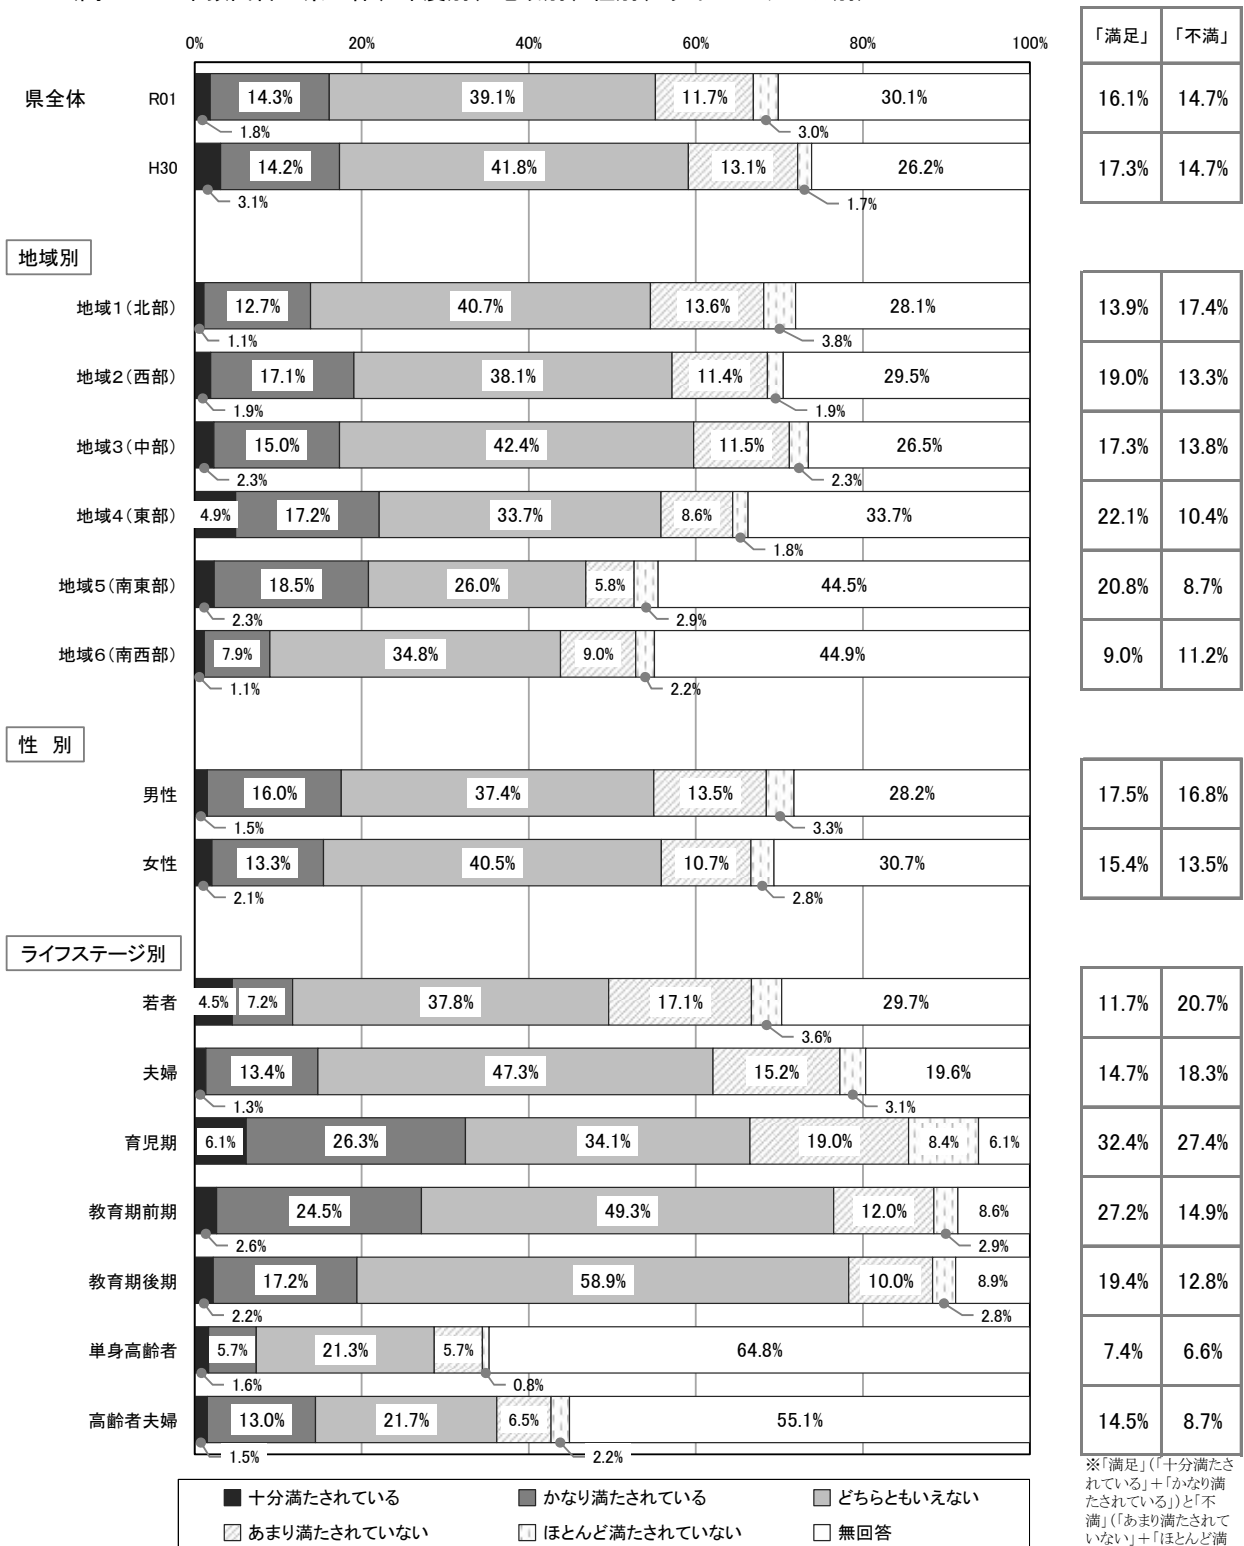 0% 20% 40% 60% 80% 100%
「満足」 「不満」
県全体 R01 14.3% 39.1% 11.7% 30.1% 16.1% 14.7%
1.8% 3.0%
H30 14.2% 41.8% 13.1% 26.2% 17.3% 14.7%
3.1% 1.7%
地域別
地域1(北部) 12.7% 40.7% 13.6% 28.1% 13.9% 17.4%
1.1% 3.8%
地域2(西部) 17.1% 38.1% 11.4% 29.5% 19.0% 13.3%
1.9% 1.9%
地域3(中部) 15.0% 42.4% 11.5% 26.5% 17.3% 13.8%
2.3% 2.3%
地域4(東部) 4.9% 17.2% 33.7% 8.6% 33.7% 22.1% 10.4%
1.8%
地域5(南東部) 18.5% 26.0% 5.8% 44.5% 20.8% 8.7%
2.3% 2.9%
地域6(南西部) 7.9% 34.8% 9.0% 44.9% 9.0% 11.2%
1.1% 2.2%
性 別
男性 16.0% 37.4% 13.5% 28.2% 17.5% 16.8%
1.5% 3.3%
女性 13.3% 40.5% 10.7% 30.7% 15.4% 13.5%
2.1% 2.8%
ライフステージ別
若者 4.5% 7.2% 37.8% 17.1% 29.7% 11.7% 20.7%
3.6%
夫婦 13.4% 47.3% 15.2% 19.6% 14.7% 18.3%
1.3% 3.1%
育児期 6.1% 26.3% 34.1% 19.0% 8.4% 6.1% 32.4% 27.4%
教育期前期 24.5% 49.3% 12.0% 8.6% 27.2% 14.9%
2.6% 2.9%
教育期後期 17.2% 58.9% 10.0% 8.9% 19.4% 12.8%
2.2% 2.8%
単身高齢者 5.7% 21.3% 5.7% 64.8% 7.4% 6.6%
1.6% 0.8%
高齢者夫婦 13.0% 21.7% 6.5% 55.1% 14.5% 8.7%
1.5% 2.2%
十分満たされている かなり満たされている どちらともいえない
あまり満たされていない ほとんど満たされていない 無回答
※「満足」(「十分満たさ
れている」+「かなり満
たされている」)と「不
満」(「あまり満たされて
いない」+「ほとんど満